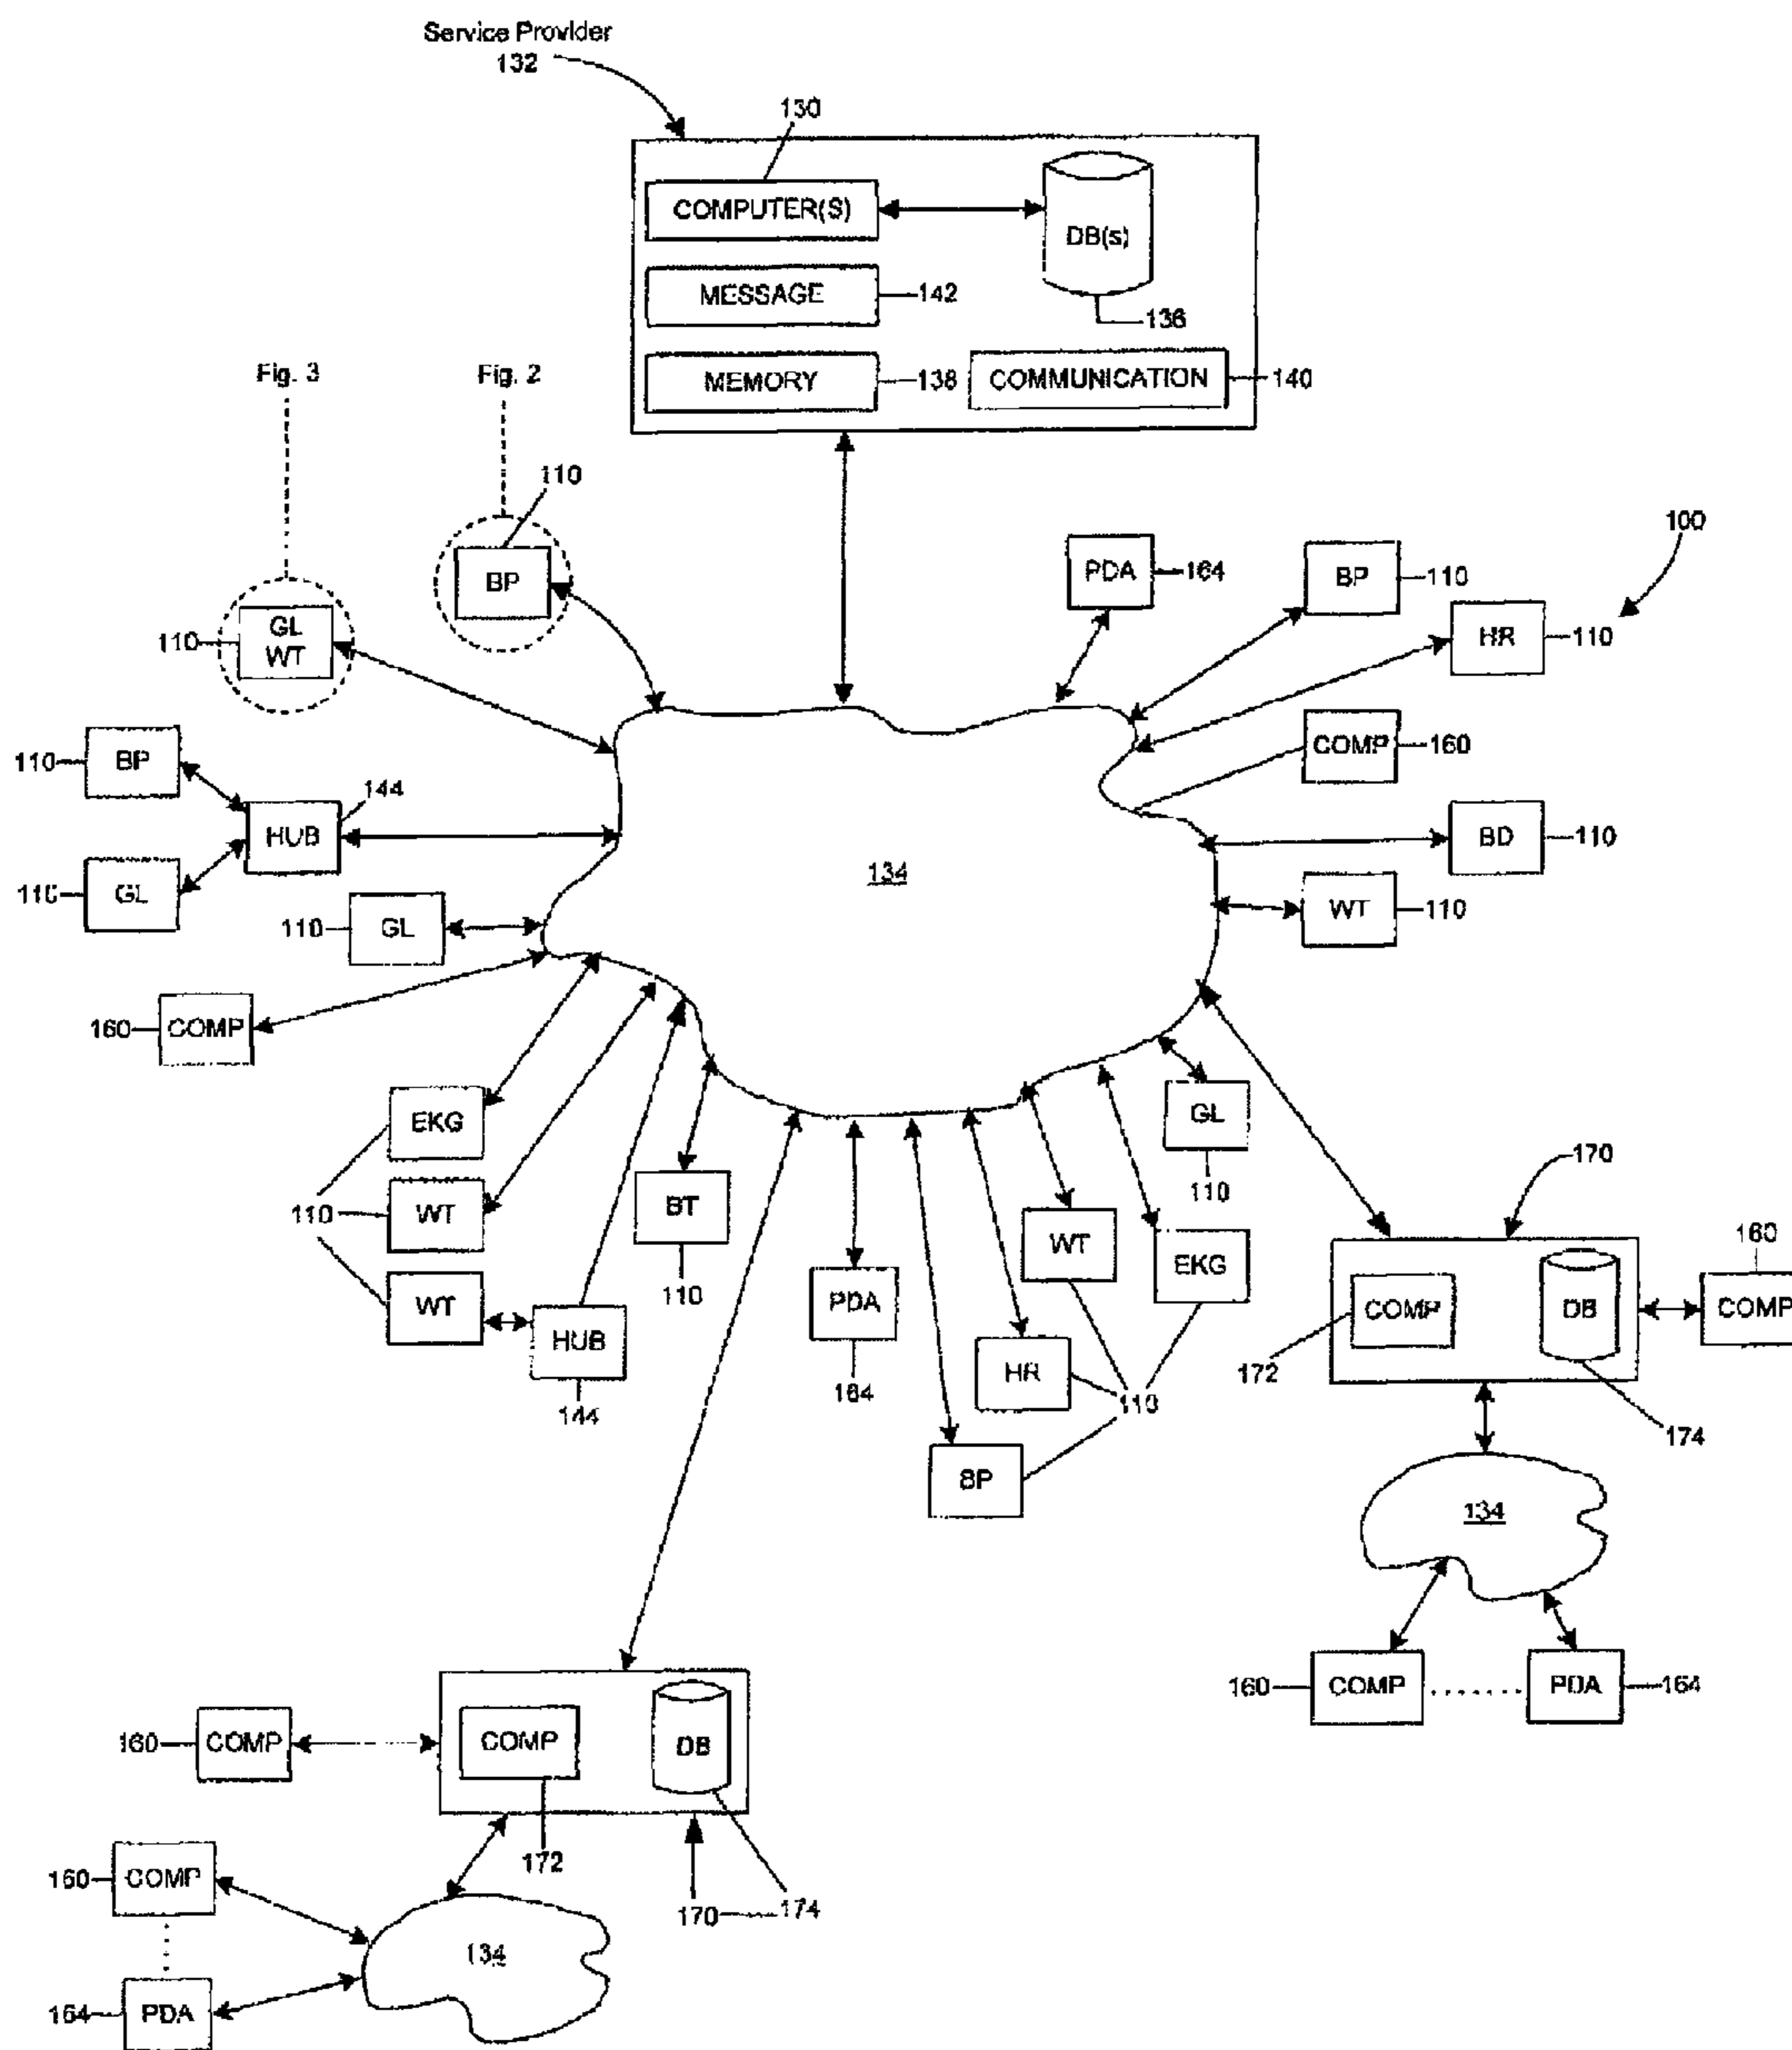 Service Provider
132
130
COMPUTER(S)
DB(s)
MESSAGE
142
136
MEMORY
138
COMMUNICATION
140
Fig. 3
Fig. 2
110
BP
100
PDA
164
BP
110
HR
110
110
GL
WT
COMP
160
110
BP
144
HUB
BD
110
110
GL
134
WT
110
110
GL
160
COMP
EKG
GL
110
110
WT
BT
110
170
WT
HUB
144
PDA
164
WT
EKG
160
COMP
DB
COMP
172
HR
110
174
BP
134
160
COMP
PDA
164
160
COMP
COMP
DB
172
160
COMP
170
174
134
164
PDA